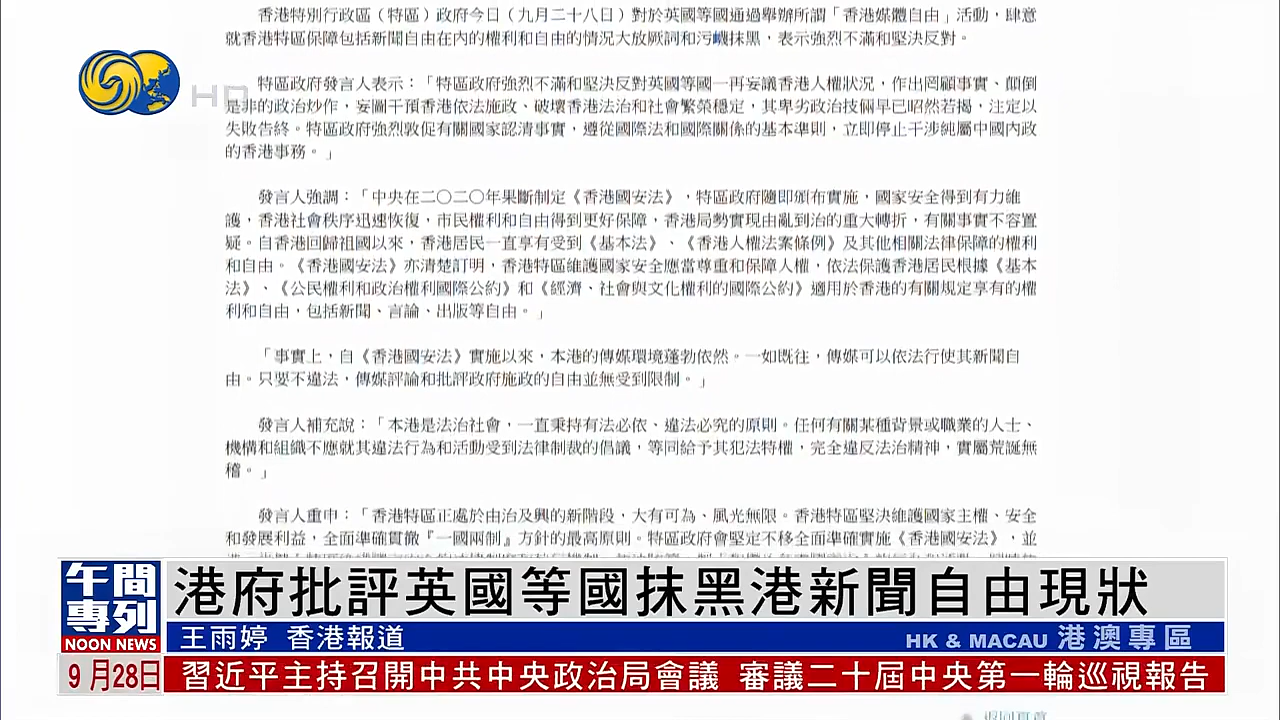 香港特別行政區（特區）政府今日（九月二十八日）對於英國等國通過舉辦所謂「香港媒體自由」活動，肆意
就香港特區保障包括新聞自由在內的權利和自由的情況大放厥詞和污衊抹黑，表示強烈不滿和堅決反對。
HD
特區政府發言人表示：「特區政府強烈不滿和堅決反對英國等國一再妄議香港人權狀況，作出罔顧事實、顛倒
是非的政治炒作，妄圖干預香港依法施政、破壞香港法治和社會繁榮穩定，其卑劣政治技倆早已昭然若揭，注定以
失敗告終。特區政府強烈敦促有關國家認清事實，遵從國際法和國際關係的基本準則，立即停止干涉純屬中國內政
的香港事務。」
發言人強調：「中央在二〇二〇年果斷制定《香港國安法》，特區政府隨即頒布實施，國家安全得到有力維
護，香港社會秩序迅速恢復，市民權利和自由得到更好保障，香港局勢實現由亂到治的重大轉折，有關事實不容置
疑。自香港回歸祖國以來，香港居民一直享有受到《基本法》、《香港人權法案條例》及其他相關法律保障的權利
和自由。《香港國安法》亦清楚訂明，香港特區維護國家安全應當尊重和保障人權，依法保護香港居民根據《基本
法》、《公民權利和政治權利國際公約》和《經濟、社會與文化權利的國際公約》適用於香港的有關規定享有的權
利和自由，包括新聞、言論、出版等自由。」
「事實上，自《香港國安法》實施以來，本港的傳媒環境蓬勃依然。一如既往，傳媒可以依法行使其新聞自
由。只要不違法，傳媒評論和批評政府施政的自由並無受到限制。」
發言人補充說：「本港是法治社會，一直秉持有法必依、違法必究的原則。任何有關某種背景或職業的人士、
機構和組織不應就其違法行為和活動受到法律制裁的倡議，等同給予其犯法特權，完全違反法治精神，實屬荒誕無
稽。」
發言人重申：「香港特區正處於由治及興的新階段，大有可為、風光無限。香港特區堅決維護國家主權、安全
和發展利益，全面準確貫徹『一國兩制』方針的最高原則。特區政府會堅定不移全面準確實施《香港國安法》，並
午間專列
NOON NEWS
港府批評英國等國抹黑港新聞自由現狀
王雨婷 香港報道
HK & MACAU 港澳專區
9月28日
習近平主持召開中共中央政治局會議 審議二十屆中央第一輪巡視報告